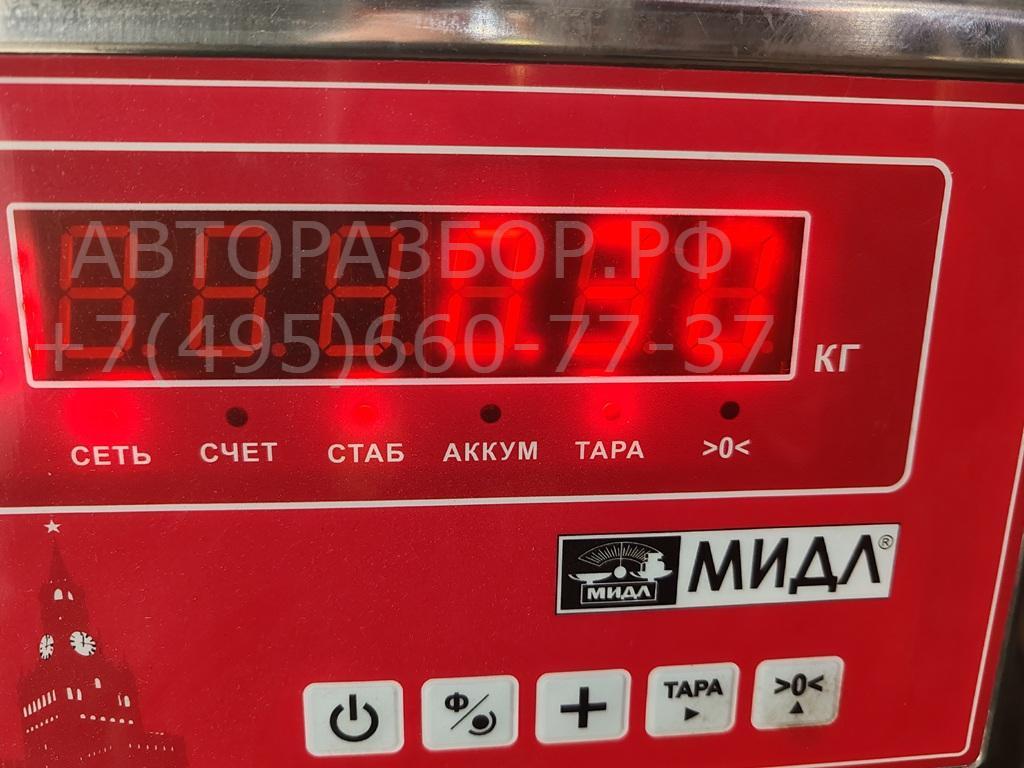 АВТОРАЗБОР.РФ
+7(495)660-77-37
КГ
СЕТЬ СЧЕТ СТАБ АККУМ ТАРА >0<
МИДЛ МИДЛ®
Ф ТАРА >0<